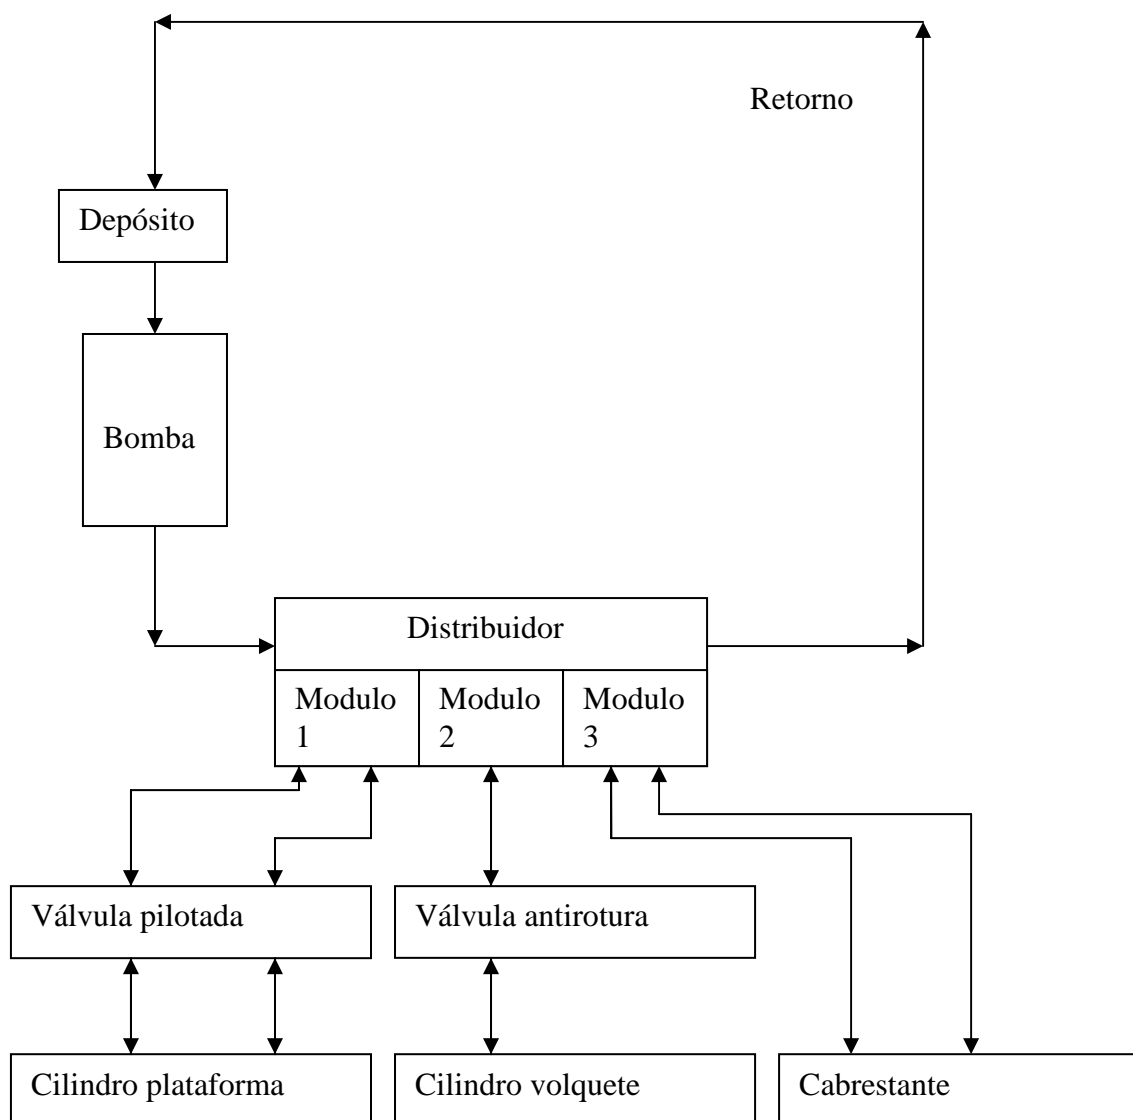 Retorno
Depósito
Bomba
Distribuidor
Modulo
1
Modulo
2
Modulo
3
Válvula pilotada
Válvula antirotura
Cilindro plataforma
Cilindro volquete
Cabrestante